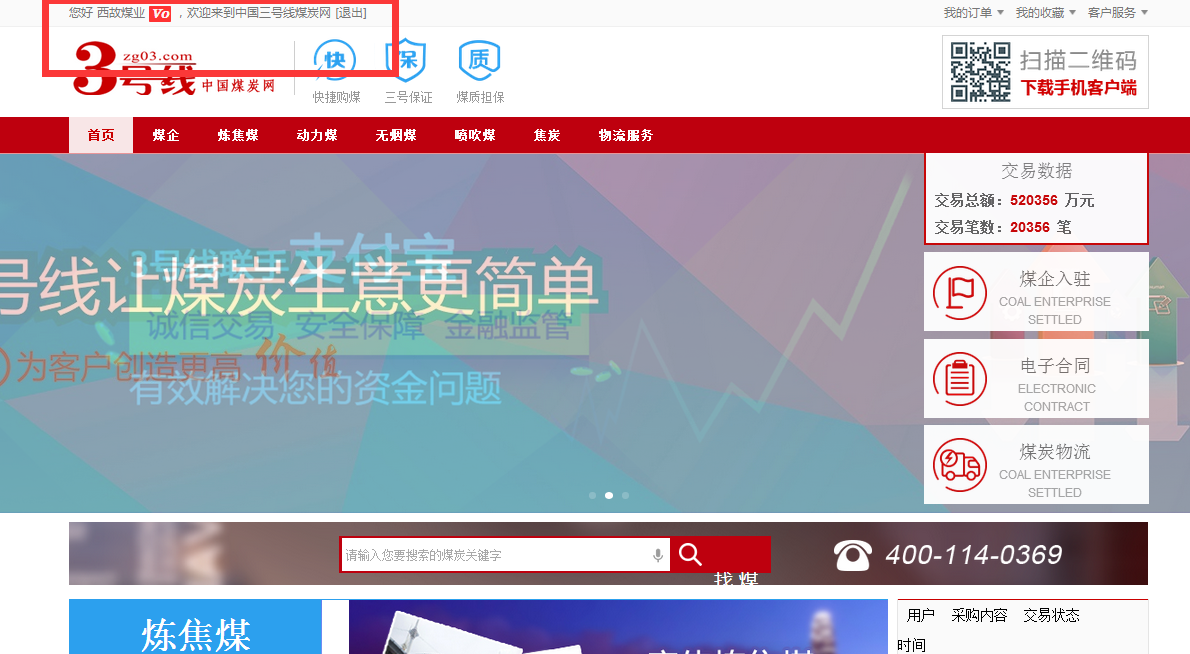 您好 西故煤业 Vo ，欢迎来到中国三号线煤炭网 [退出]
我的订单 我的收藏 客户服务
3号线 zg03.com 中国煤炭网
快 保 质
快捷购煤 三号保证 煤质担保
扫描二维码
下载手机客户端
首页 煤企 炼焦煤 动力煤 无烟煤 喷吹煤 焦炭 物流服务
交易数据
交易总额：520356 万元
交易笔数：20356 笔
3号线联手支付宝
号线让煤炭生意更简单
诚信交易 安全保障 金融监管
为客户创造更高价值
有效解决您的资金问题
煤企入驻
COAL ENTERPRISE
SETTLED
电子合同
ELECTRONIC
CONTRACT
煤炭物流
COAL ENTERPRISE
SETTLED
请输入您要搜索的煤炭关键字
找煤
400-114-0369
炼焦煤
用户 采购内容 交易状态
时间